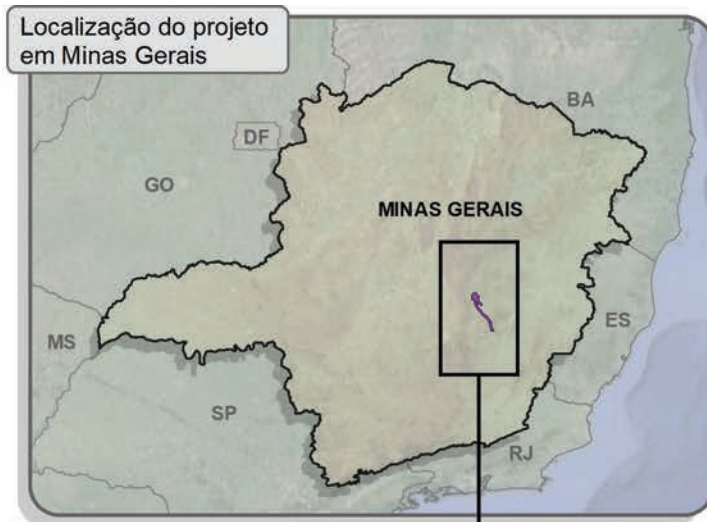 Localização do projeto
em Minas Gerais
BA
DF
GO
MINAS GERAIS
ES
MS
SP
RJ